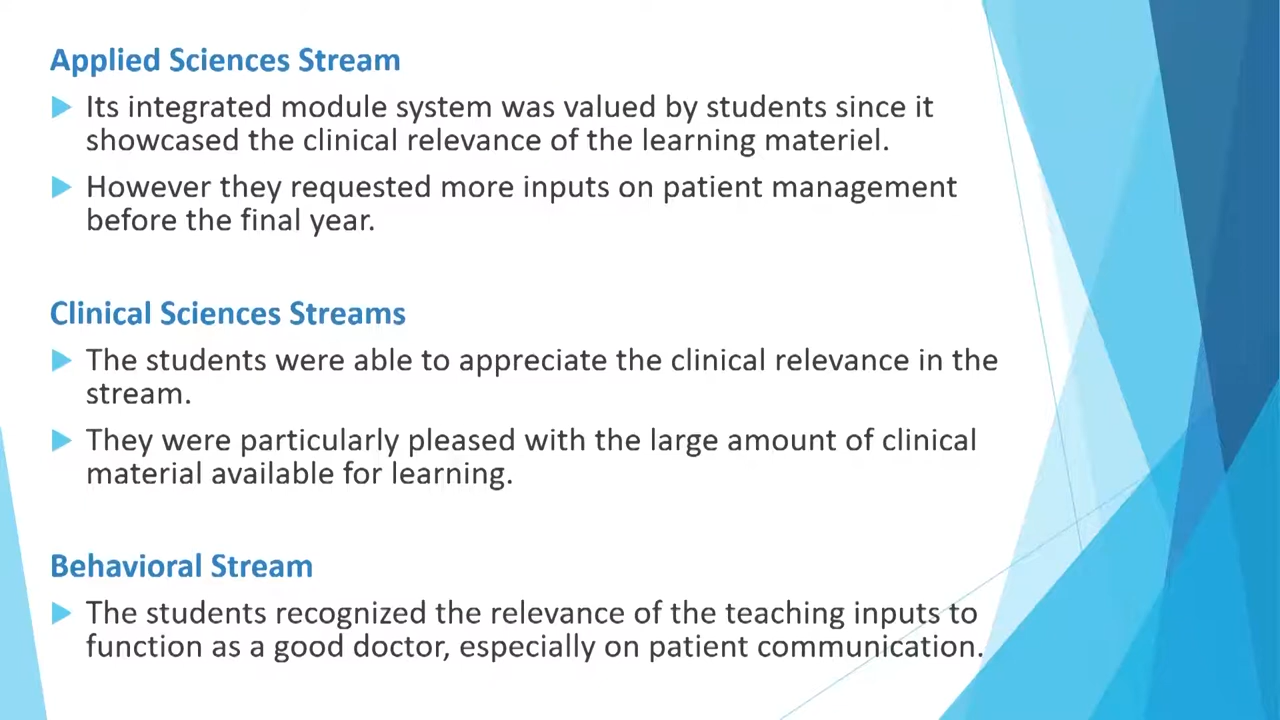 Applied Sciences Stream
Its integrated module system was valued by students since it
showcased the clinical relevance of the learning materiel.
However they requested more inputs on patient management
before the final year.
Clinical Sciences Streams
The students were able to appreciate the clinical relevance in the
stream.
They were particularly pleased with the large amount of clinical
material available for learning.
Behavioral Stream
The students recognized the relevance of the teaching inputs to
function as a good doctor, especially on patient communication.